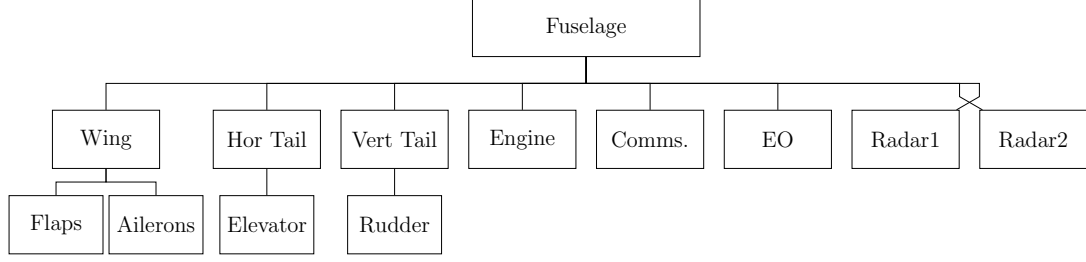 Fuselage
Wing
Hor Tail
Vert Tail
Engine
Comms.
EO
Radar1
Radar2
Flaps
Ailerons
Elevator
Rudder